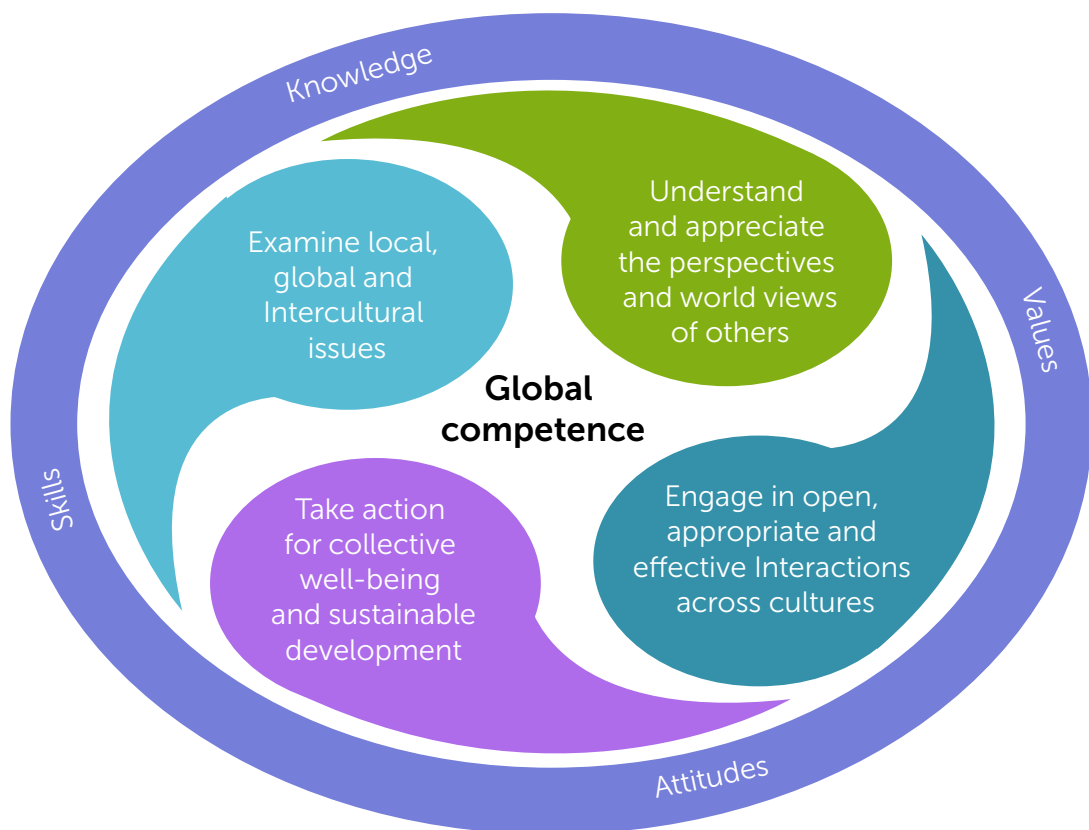 Knowledge
Understand
and appreciate
the perspectives
and world views
of others
Examine local,
global and
Intercultural
issues
Values
Global
competence
Skills
Take action
for collective
well-being
and sustainable
development
Engage in open,
appropriate and
effective Interactions
across cultures
Attitudes